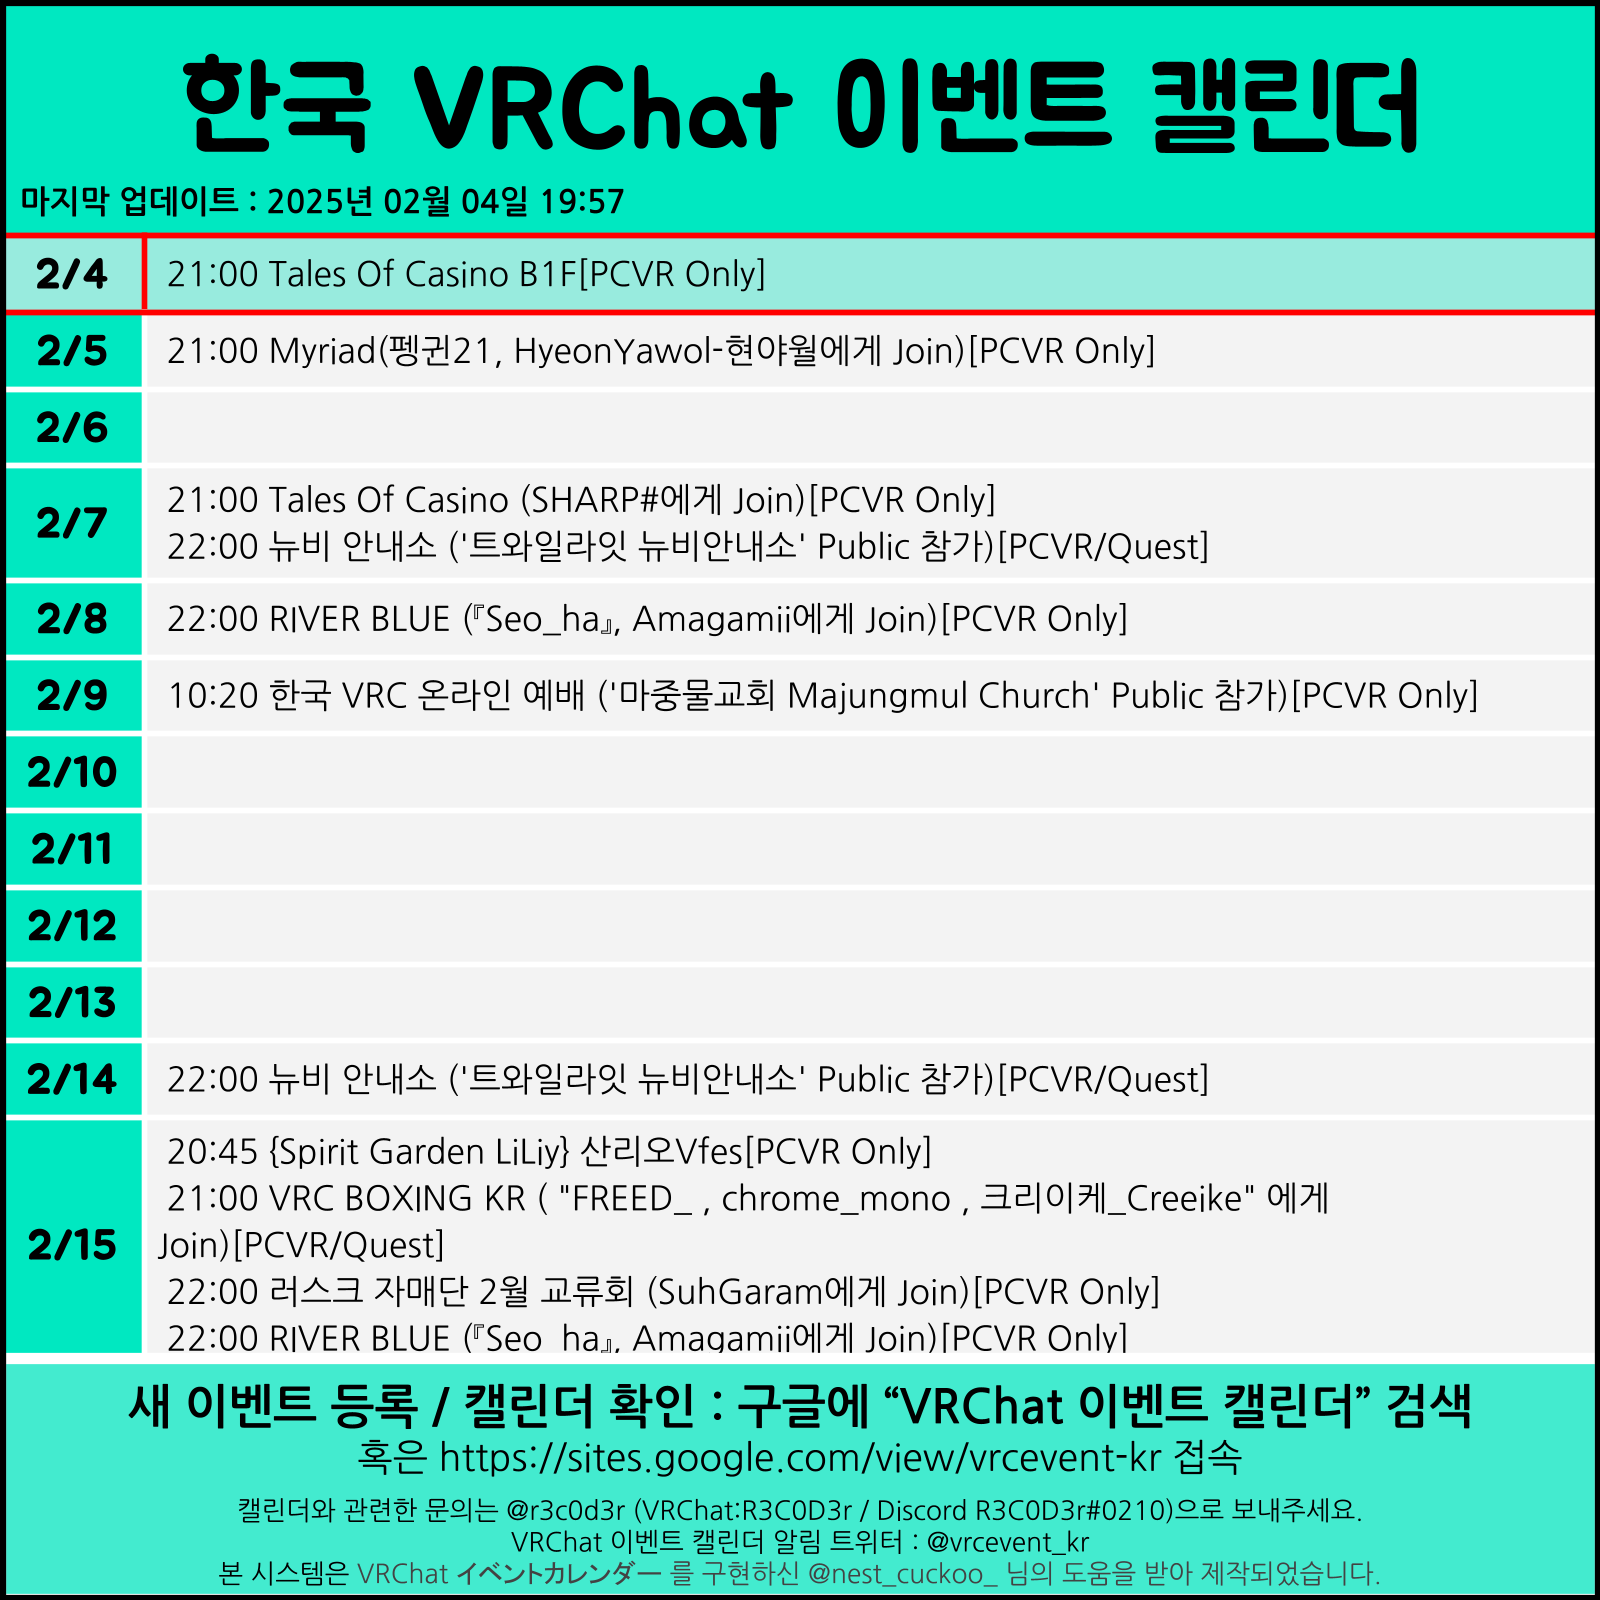 한국 VRChat 이벤트 캘린더
마지막 업데이트 : 2025년 02월 04일 19:57
2/4
21:00 Tales Of Casino B1F[PCVR Only]
2/5
21:00 Myriad(펭귄21, HyeonYawol-현야월에게 Join)[PCVR Only]
2/6
2/7
21:00 Tales Of Casino (SHARP#에게 Join)[PCVR Only]
22:00 뉴비 안내소 ('트와일라잇 뉴비안내소' Public 참가)[PCVR/Quest]
2/8
22:00 RIVER BLUE (『Seo_ha』, Amagamii에게 Join)[PCVR Only]
2/9
10:20 한국 VRC 온라인 예배 ('마중물교회 Majungmul Church' Public 참가)[PCVR Only]
2/10
2/11
2/12
2/13
2/14
22:00 뉴비 안내소 ('트와일라잇 뉴비안내소' Public 참가)[PCVR/Quest]
2/15
20:45 {Spirit Garden LiLiy} 산리오Vfes[PCVR Only]
21:00 VRC BOXING KR ( "FREED_ , chrome_mono , 크리이케_Creeike" 에게
Join)[PCVR/Quest]
22:00 러스크 자매단 2월 교류회 (SuhGaram에게 Join)[PCVR Only]
22:00 RIVER BLUE (『Seo_ha』, Amagamii에게 Join)[PCVR Only]
새 이벤트 등록 / 캘린더 확인 : 구글에 “VRChat 이벤트 캘린더” 검색
혹은 https://sites.google.com/view/vrcevent-kr 접속
캘린더와 관련한 문의는 @r3c0d3r (VRChat:R3C0D3r / Discord R3C0D3r#0210)으로 보내주세요.
VRChat 이벤트 캘린더 알림 트위터 : @vrcevent_kr
본 시스템은 VRChat イベントカレンダー 를 구현하신 @nest_cuckoo_ 님의 도움을 받아 제작되었습니다.